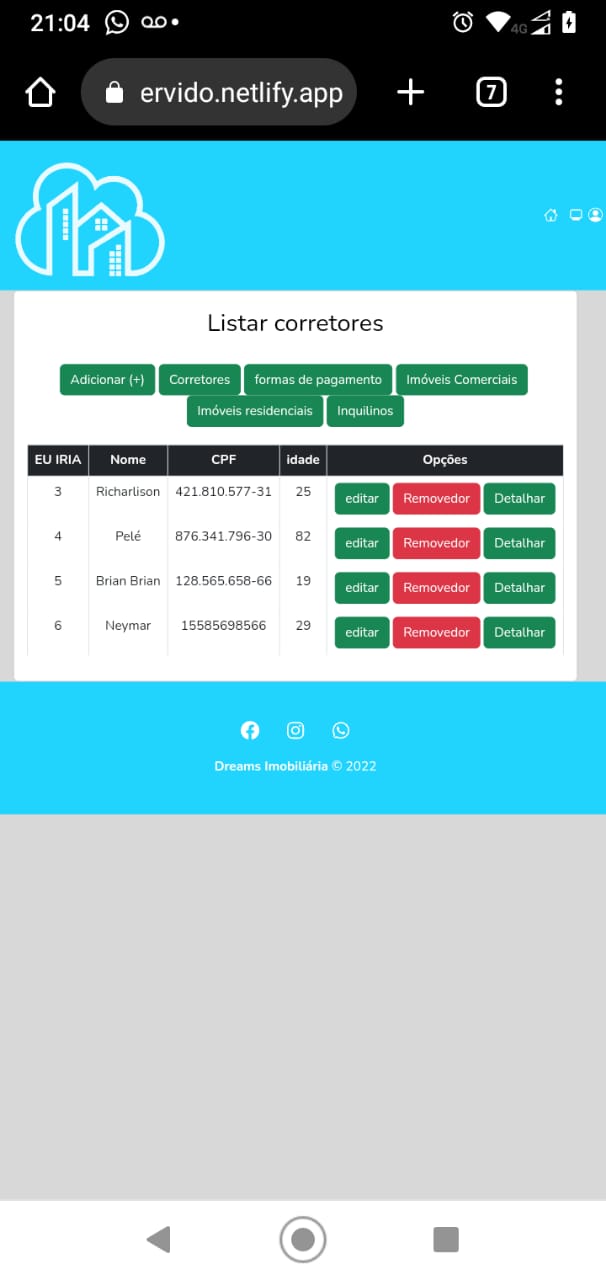 21:04
4G
ervido.netlify.app
7
Listar corretores
Adicionar (+) Corretores formas de pagamento Imóveis Comerciais
Imóveis residenciais Inquilinos
EU IRIA Nome CPF idade Opções
3 Richarlison 421.810.577-31 25 editar Removedor Detalhar
4 Pelé 876.341.796-30 82 editar Removedor Detalhar
5 Brian Brian 128.565.658-66 19 editar Removedor Detalhar
6 Neymar 15585698566 29 editar Removedor Detalhar
Dreams Imobiliária © 2022